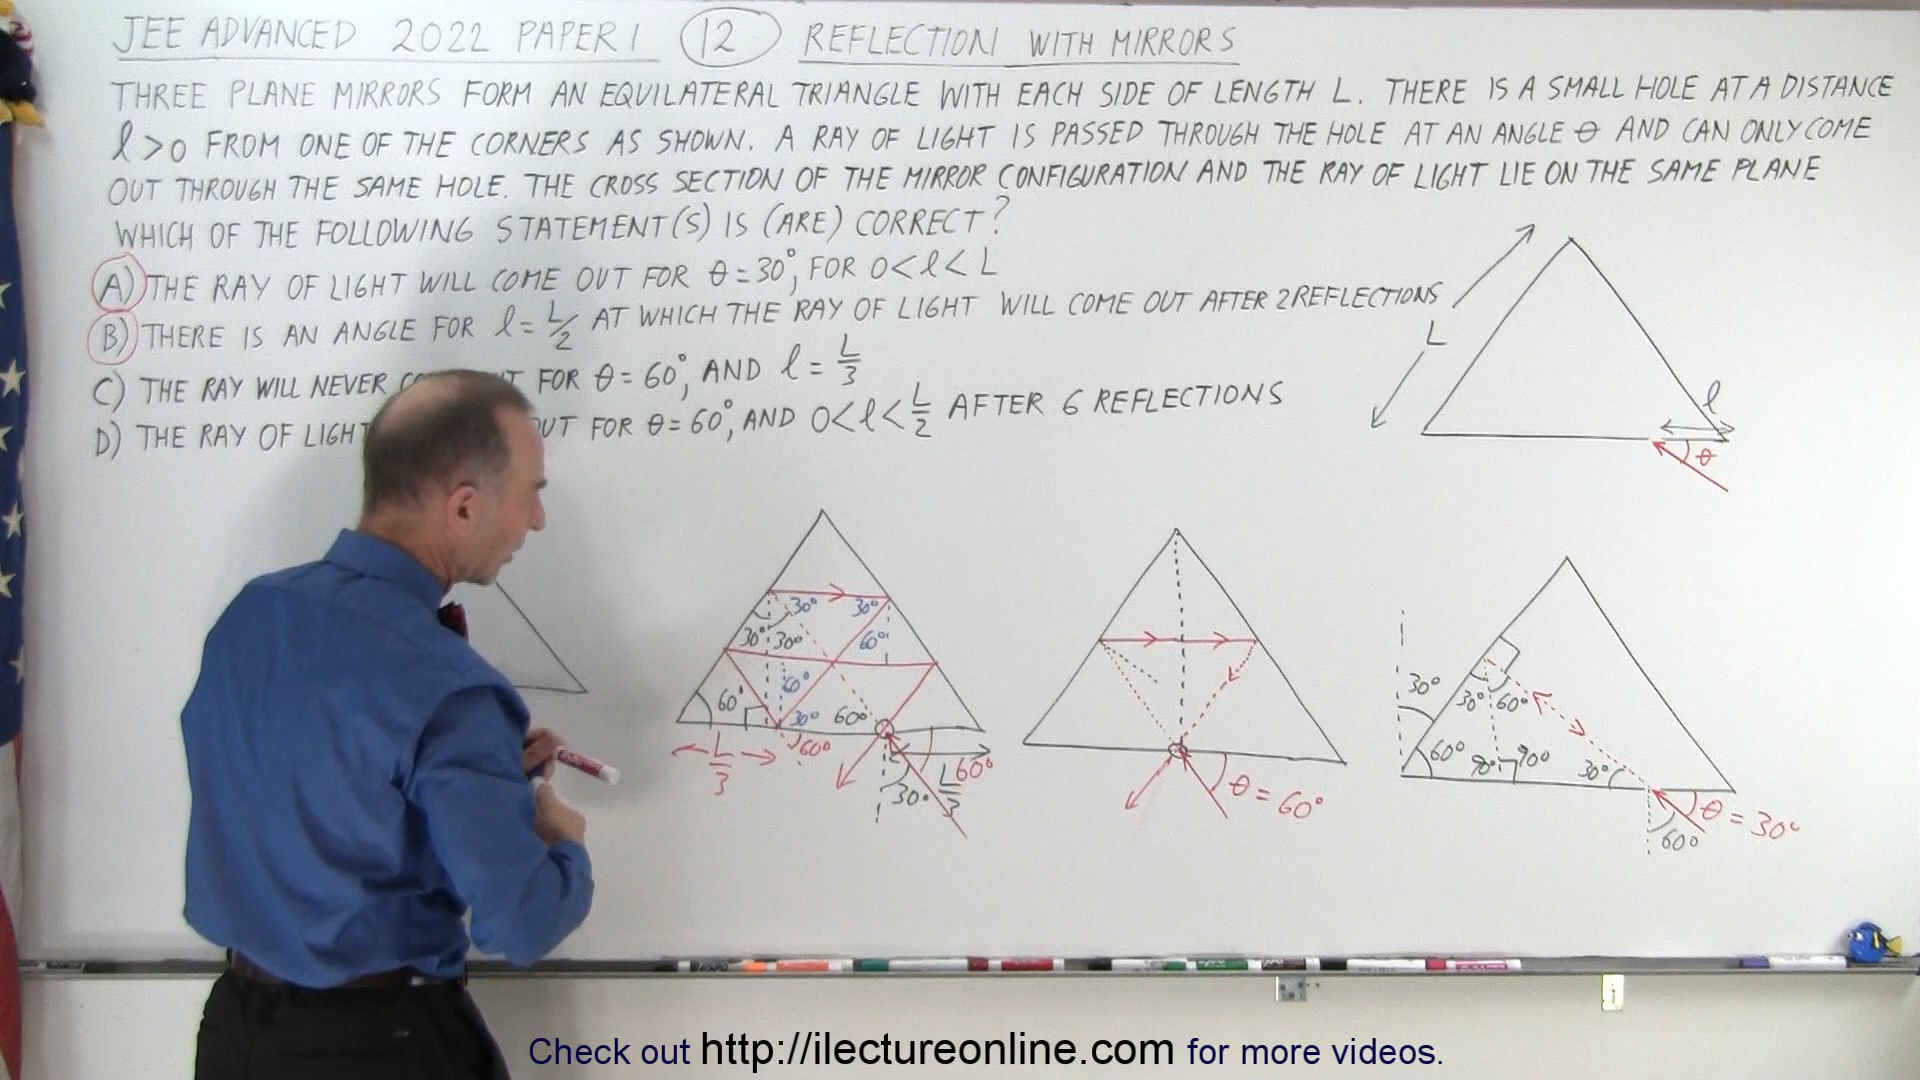 JEE ADVANCED 2022 PAPER 1 12 REFLECTION WITH MIRRORS
THREE PLANE MIRRORS FORM AN EQUILATERAL TRIANGLE WITH EACH SIDE OF LENGTH L. THERE IS A SMALL HOLE AT A DISTANCE
l>0 FROM ONE OF THE CORNERS AS SHOWN. A RAY OF LIGHT IS PASSED THROUGH THE HOLE AT AN ANGLE θ AND CAN ONLY COME
OUT THROUGH THE SAME HOLE. THE CROSS SECTION OF THE MIRROR CONFIGURATION AND THE RAY OF LIGHT LIE ON THE SAME PLANE
WHICH OF THE FOLLOWING STATEMENT(S) IS (ARE) CORRECT?
A) THE RAY OF LIGHT WILL COME OUT FOR θ=30°, FOR 0<l<L
B) THERE IS AN ANGLE FOR l=L/2 AT WHICH THE RAY OF LIGHT WILL COME OUT AFTER 2 REFLECTIONS
C) THE RAY WILL NEVER FOR θ=60°, AND l=L/3
D) THE RAY OF LIGHT OUT FOR θ=60°, AND 0<l<L/2 AFTER 6 REFLECTIONS
L
l
θ
30° 30°
30° 30° 60°
60° 60° 30° 60°
L/3 60° 60° L/3
30°
θ = 60°
30° 30° 60°
60° 90° 90° 30°
θ = 30°
60°
Check out http://ilectureonline.com for more videos.